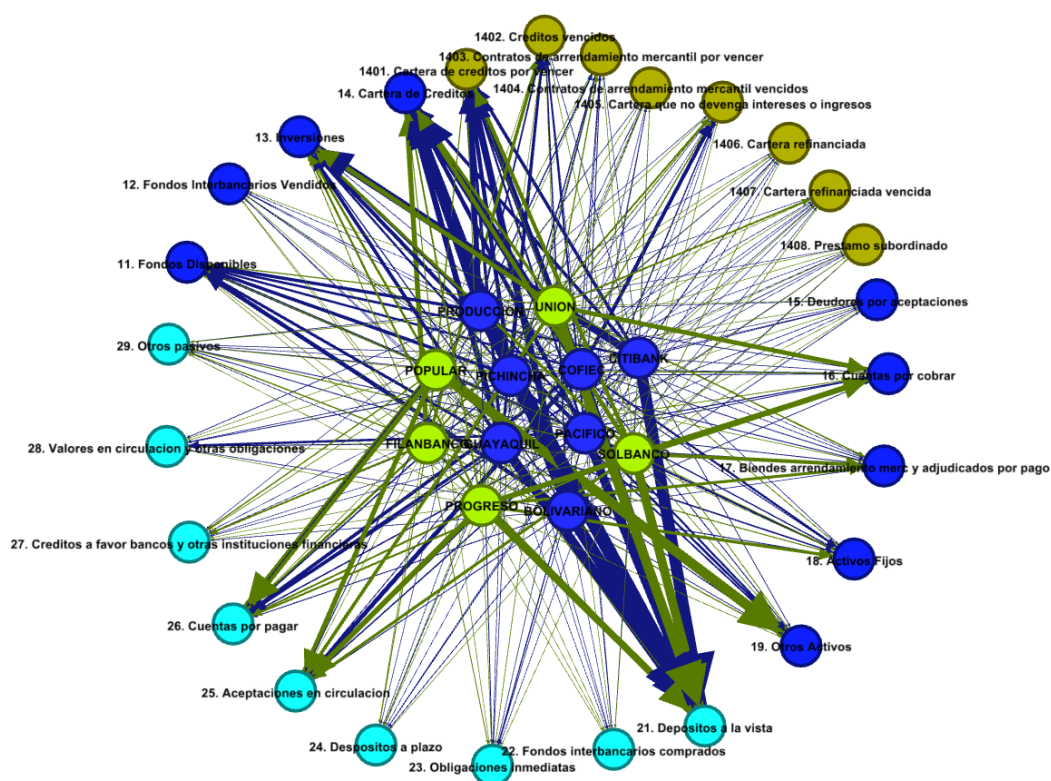 1402. Creditos vencidos
1403. Contratos de arrendamiento mercantil por vencer
1401. Cartera de creditos por vencer
1404. Contratos de arrendamiento mercantil vencidos
14. Cartera de Creditos
1405. Cartera que no devenga intereses o ingresos
13. Inversiones
1406. Cartera refinanciada
12. Fondos Interbancarios Vendidos
1407. Cartera refinanciada vencida
1408. Prestamo subordinado
11. Fondos Disponibles
15. Deudores por aceptaciones
UNION
PRODUCCION
29. Otros pasivos
CITIBANK
POPULAR
PICHINCHA
COFIEC
16. Cuentas por cobrar
PACIFICO
FILANBANCO
GUAYAQUIL
28. Valores en circulacion y otras obligaciones
SOLBANCO
17. Biendes arrendamiento merc y adjudicados por pago
PROGRESO
BOLIVARIANO
27. Creditos a favor bancos y otras instituciones financieras
18. Activos Fijos
26. Cuentas por pagar
19. Otros Activos
25. Aceptaciones en circulacion
21. Depositos a la vista
24. Despositos a plazo
22. Fondos interbancarios comprados
23. Obligaciones inmediatas